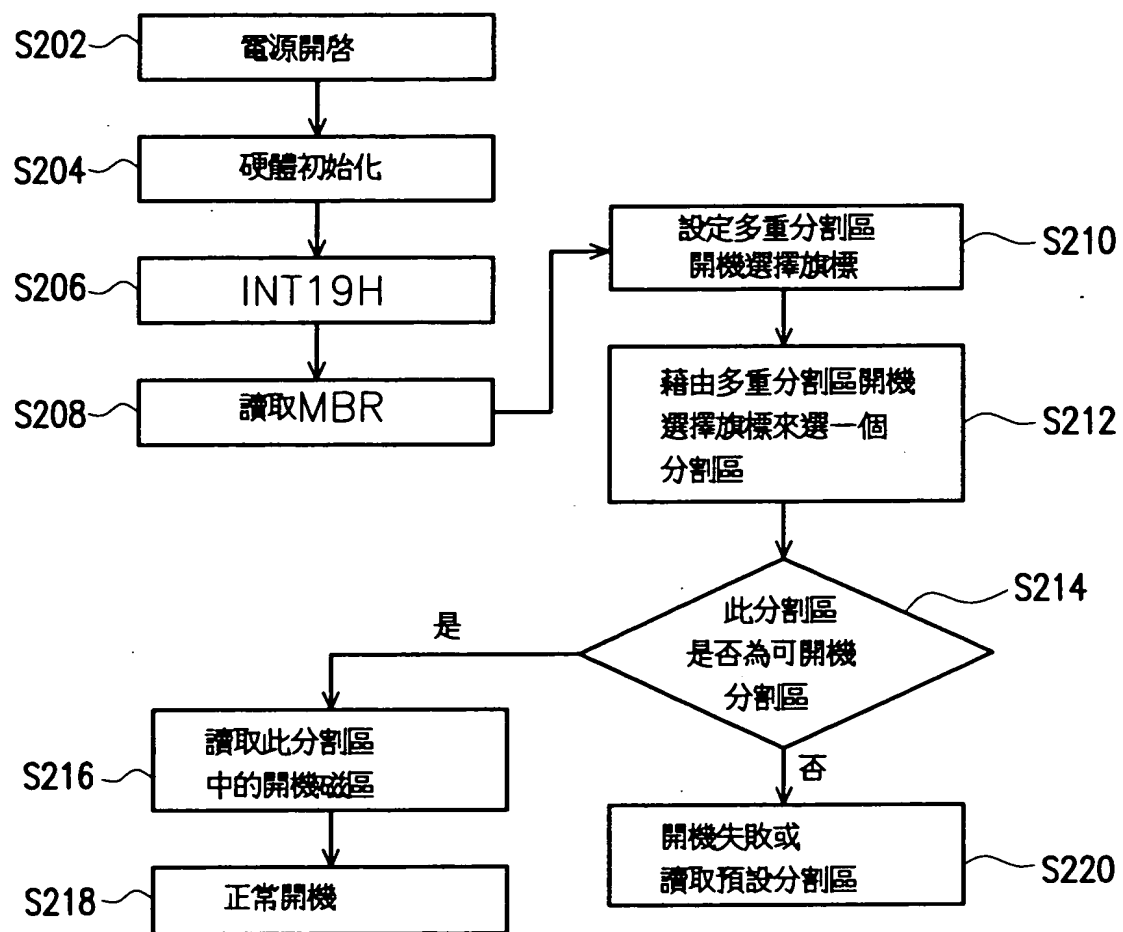 S202
電源開啓
S204
硬體初始化
S206
INT19H
S208
讀取MBR
設定多重分割區
開機選擇旗標
S210
藉由多重分割區開機
選擇旗標來選一個
分割區
S212
此分割區
是否為可開機
分割區
S214
是
否
S216
讀取此分割區
中的開機磁區
S218
正常開機
開機失敗或
讀取預設分割區
S220